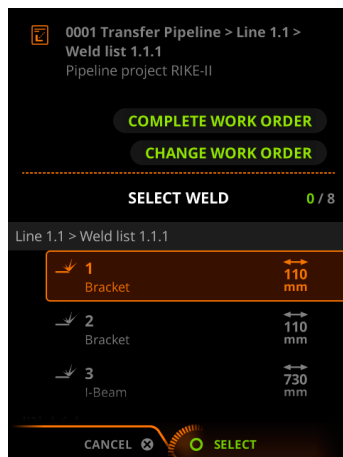 0001 Transfer Pipeline > Line 1.1 >
Weld list 1.1.1
Pipeline project RIKE-II
COMPLETE WORK ORDER
CHANGE WORK ORDER
SELECT WELD 0 / 8
Line 1.1 > Weld list 1.1.1
1 110
Bracket mm
2 110
Bracket mm
3 730
I-Beam mm
CANCEL SELECT